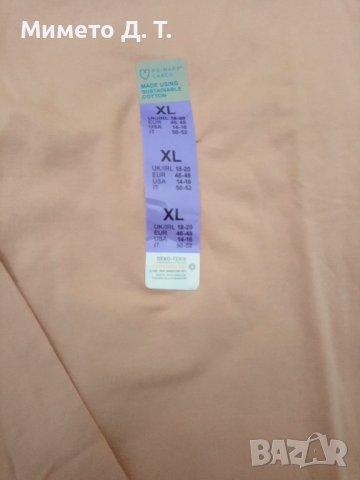 Мимето Д. Т.
PRIMARK
CARES
MADE USING
SUSTAINABLE
COTTON
XL
UK/IRL 18-20
EUR 46-48
USA 14-16
IT 50-52
XL
UK/IRL 18-20
EUR 46-48
USA 14-16
IT 50-52
XL
UK/IRL 18-20
EUR 46-48
USA 14-16
IT 50-52
OEKO-TEX®
BAZAR